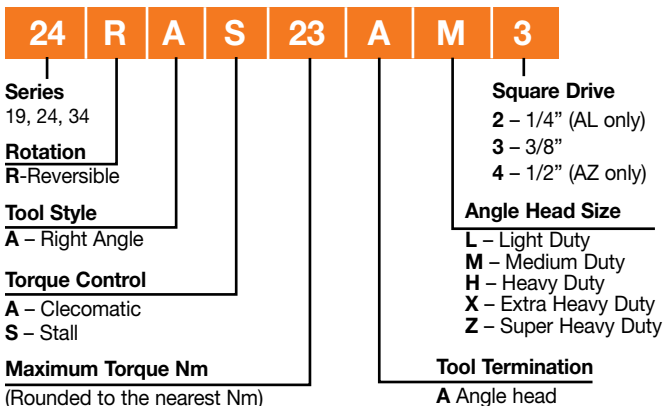 24 R A S 23 A M 3
Series
19, 24, 34
Rotation
R-Reversible
Tool Style
A – Right Angle
Torque Control
A – Clecomatic
S – Stall
Maximum Torque Nm
(Rounded to the nearest Nm)
Square Drive
2 – 1/4” (AL only)
3 – 3/8”
4 – 1/2” (AZ only)
Angle Head Size
L – Light Duty
M – Medium Duty
H – Heavy Duty
X – Extra Heavy Duty
Z – Super Heavy Duty
Tool Termination
A Angle head